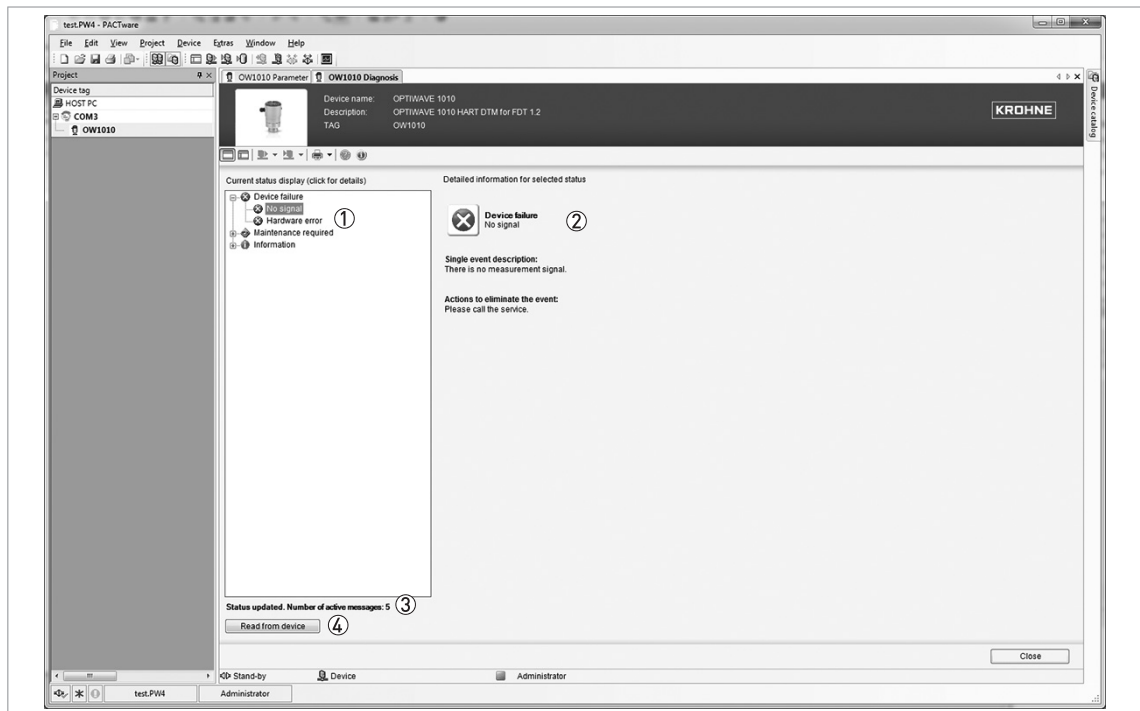 test.PW4 - PACTware
File Edit View Project Device Extras Window Help
Project
Device tag
HOST PC
COM3
OW1010
OW1010 Parameter OW1010 Diagnosis
Device name: OPTIWAVE 1010
Description: OPTIWAVE 1010 HART DTM for FDT 1.2
TAG OW1010
KROHNE
Device catalog
Current status display (click for details)
Device failure
No signal
Hardware error
①
Maintenance required
Information
Detailed information for selected status
Device failure
No signal
②
Single event description:
There is no measurement signal.
Actions to eliminate the event:
Please call the service.
Status updated. Number of active messages: 5 ③
Read from device ④
Close
Stand-by Device Administrator
test.PW4 Administrator